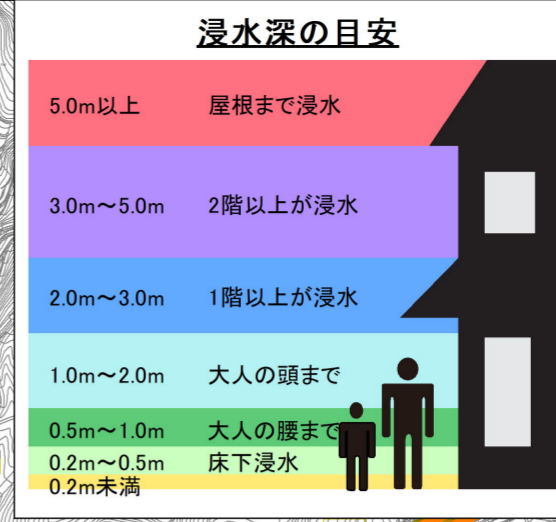 浸水深の目安
5.0m以上 屋根まで浸水
3.0m～5.0m 2階以上が浸水
2.0m～3.0m 1階以上が浸水
1.0m～2.0m 大人の頭まで
0.5m～1.0m 大人の腰まで
0.2m～0.5m 床下浸水
0.2m未満